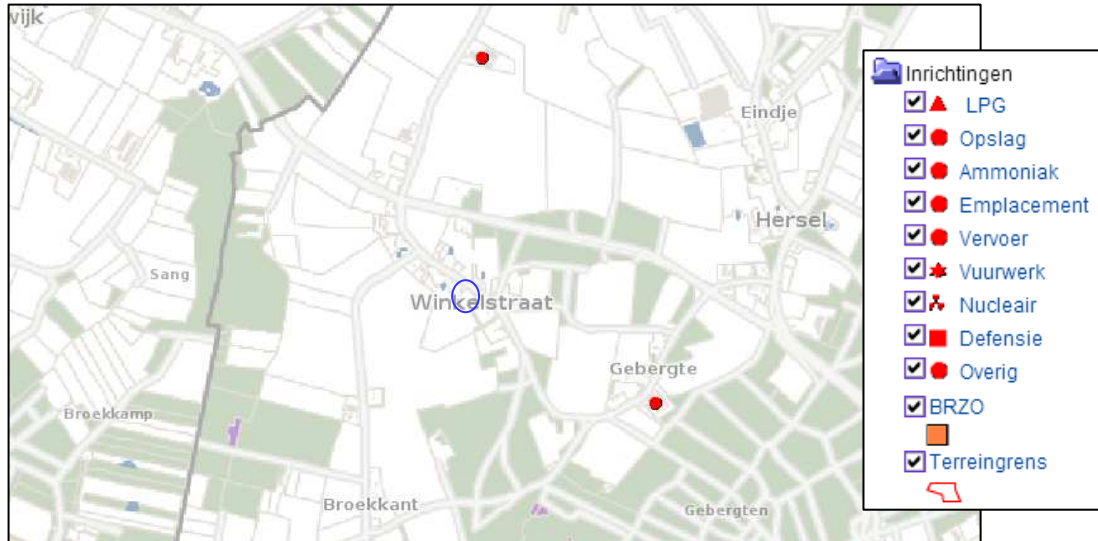 wijk
Eindje
Hersel
Sang
Winkelstraat
Gebergte
Broekkamp
Broekkant
Gebergten
Inrichtingen
LPG
Opslag
Ammoniak
Emplacement
Vervoer
Vuurwerk
Nucleair
Defensie
Overig
BRZO
Terreingrens